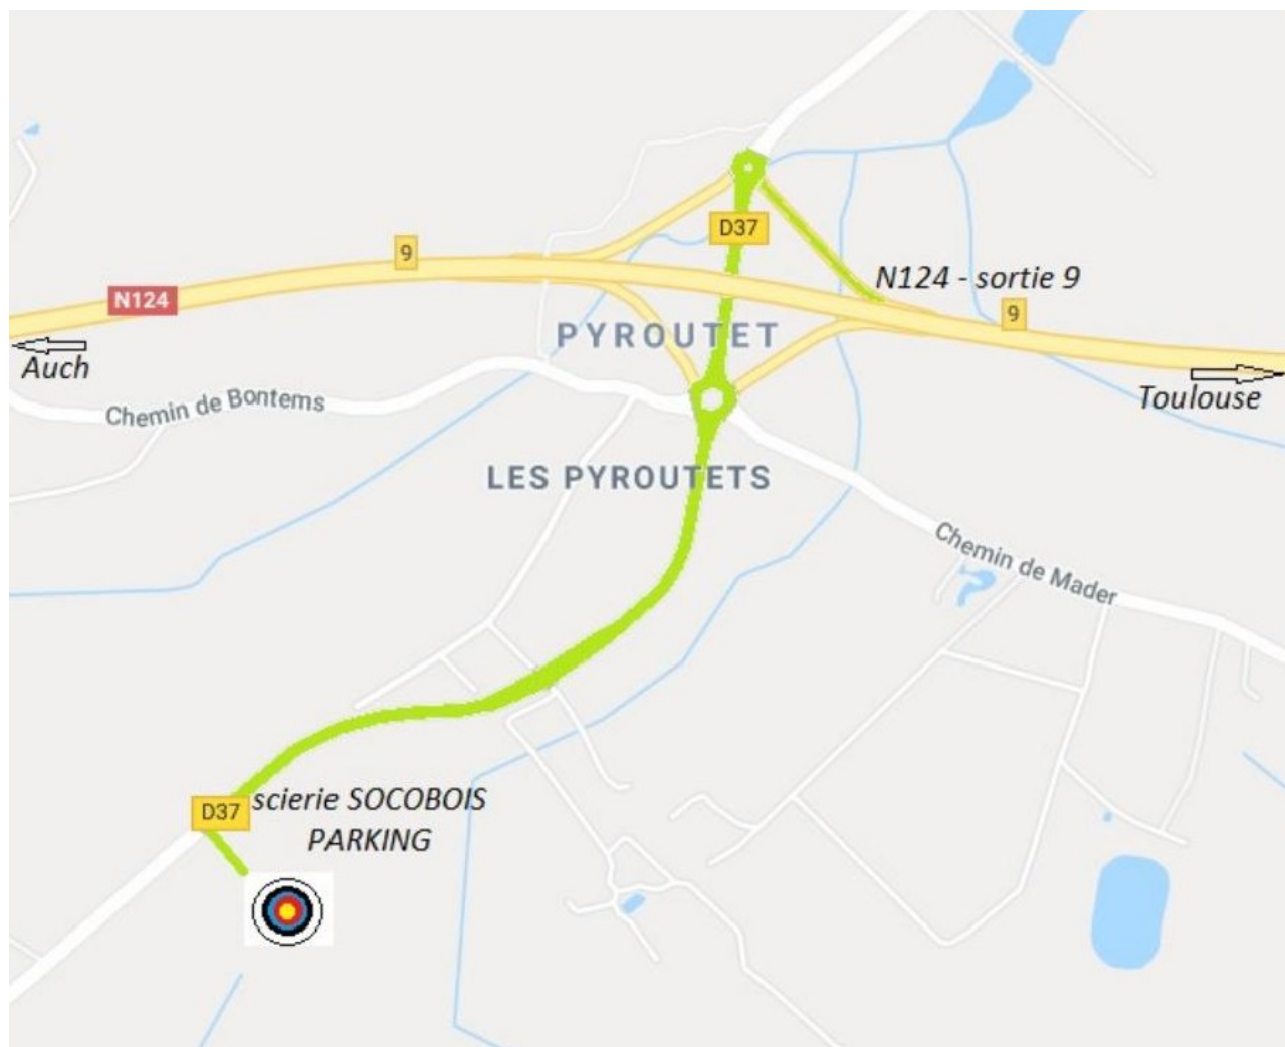 D37
9
N124 - sortie 9
N124
9
PYROUTET
Auch
Toulouse
Chemin de Bontems
LES PYROUTETS
Chemin de Mader
scierie SOCOBOIS
D37
PARKING